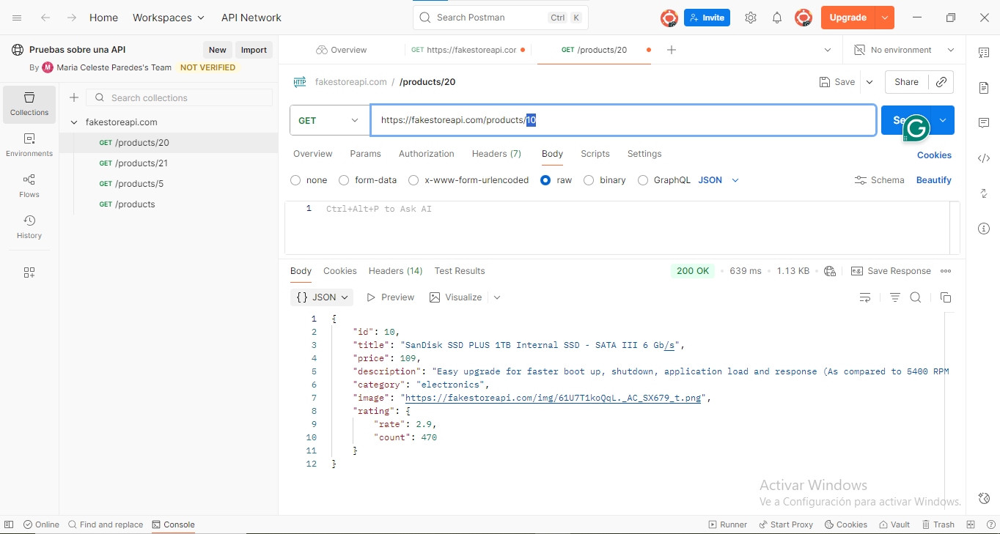 Home Workspaces API Network Search Postman Ctrl K Invite Upgrade
Pruebas sobre una API New Import
By M Maria Celeste Paredes's Team NOT VERIFIED
Overview GET https://fakestoreapi.cor GET /products/20 No environment
HTTP fakestoreapi.com / /products/20 Save Share
Collections
Environments
Flows
History
Search collections
fakestoreapi.com
GET /products/20
GET /products/21
GET /products/5
GET /products
GET https://fakestoreapi.com/products/10
Overview Params Authorization Headers (7) Body Scripts Settings Cookies
none form-data x-www-form-urlencoded raw binary GraphQL JSON Schema Beautify
1 Ctrl+Alt+P to Ask AI
Body Cookies Headers (14) Test Results 200 OK 639 ms 1.13 KB e.g. Save Response
{} JSON Preview Visualize
1 {
2 "id": 10,
3 "title": "SanDisk SSD PLUS 1TB Internal SSD - SATA III 6 Gb/s",
4 "price": 109,
5 "description": "Easy upgrade for faster boot up, shutdown, application load and response (As compared to 5400 RPM
6 "category": "electronics",
7 "image": "https://fakestoreapi.com/img/61U7T1koQqL._AC_SX679_t.png",
8 "rating": {
9 "rate": 2.9,
10 "count": 470
11 }
12 }
Activar Windows
Ve a Configuración para activar Windows.
Online Find and replace Console Runner Start Proxy Cookies Vault Trash